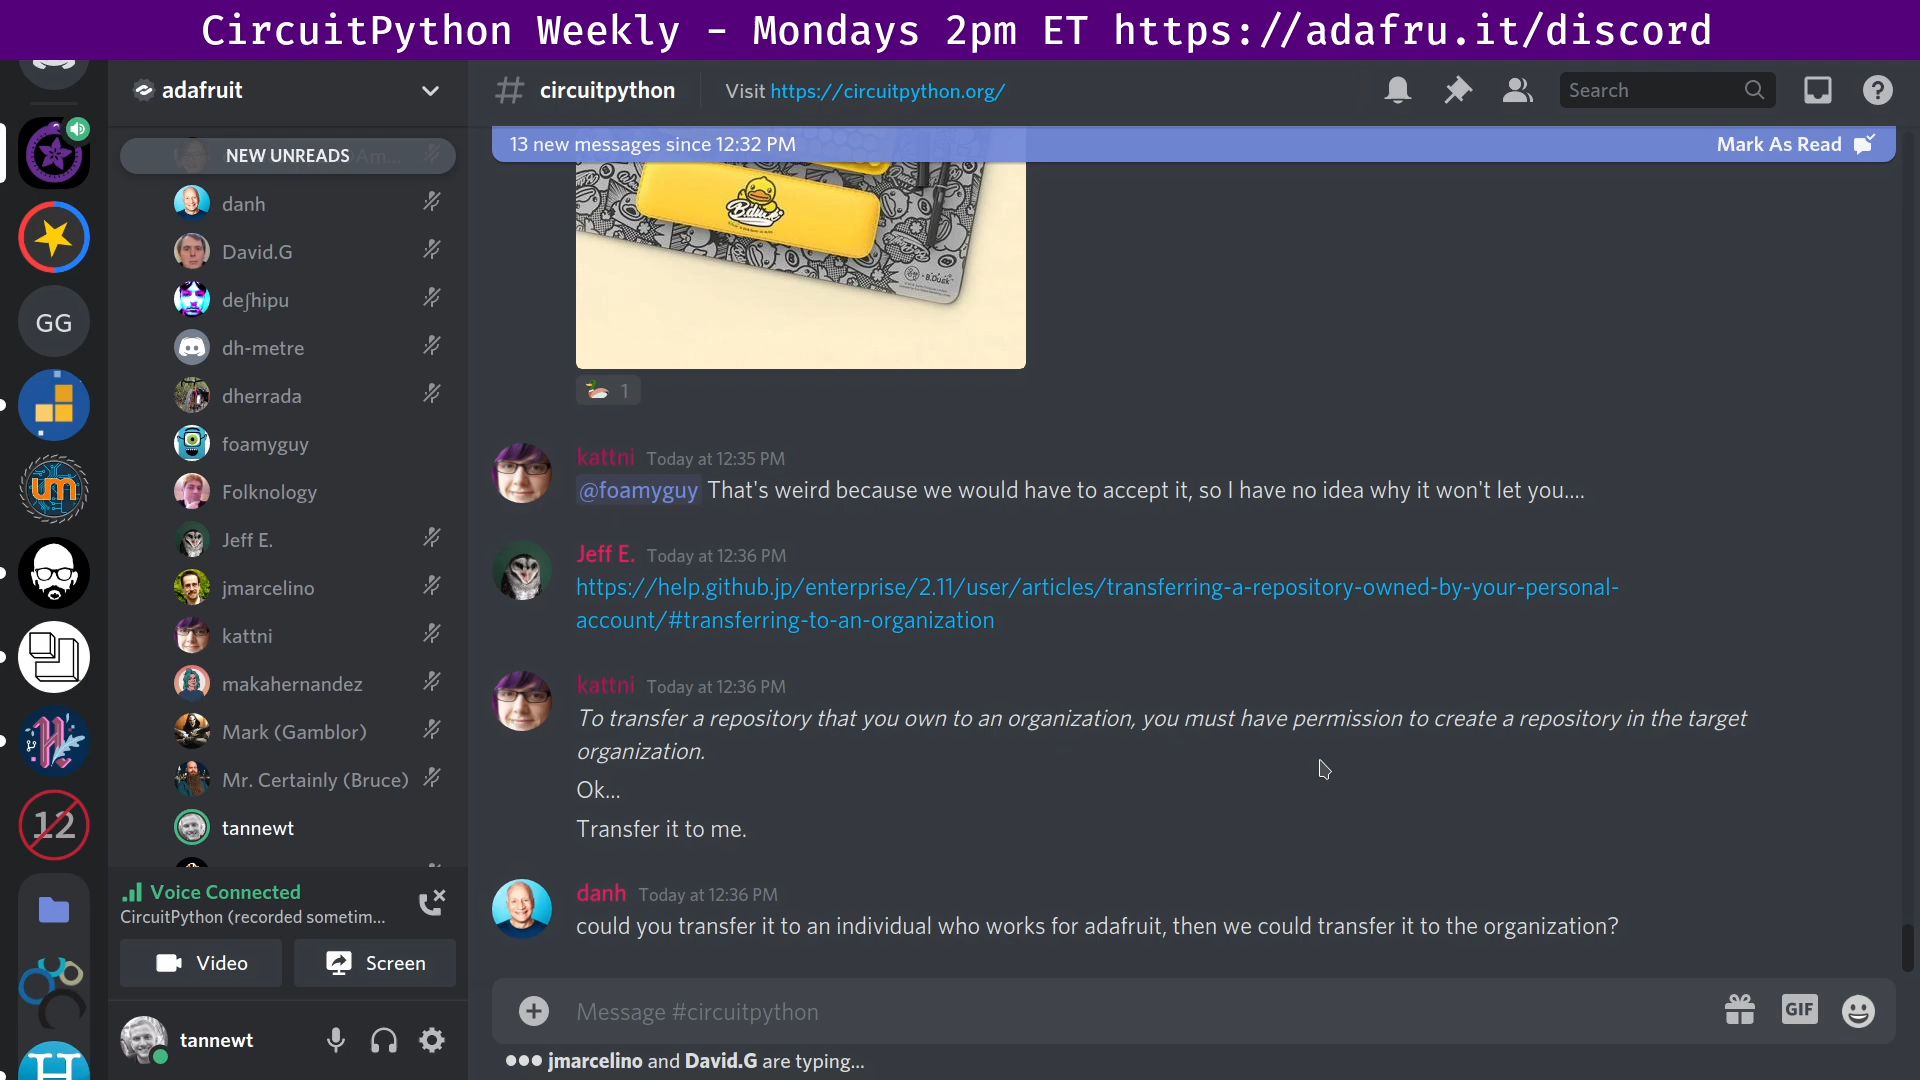 CircuitPython Weekly – Mondays 2pm ET https://adafru.it/discord
adafruit
circuitpython
Visit https://circuitpython.org/
Search
NEW UNREADS
13 new messages since 12:32 PM
Mark As Read
danh
David.G
deʃhipu
dh-metre
dherrada
foamyguy
Folknology
Jeff E.
jmarcelino
kattni
makahernandez
Mark (Gamblor)
Mr. Certainly (Bruce)
tannewt
GG
um
12
B.duck
B.Duck
1
kattni Today at 12:35 PM
@foamyguy That's weird because we would have to accept it, so I have no idea why it won't let you....
Jeff E. Today at 12:36 PM
https://help.github.jp/enterprise/2.11/user/articles/transferring-a-repository-owned-by-your-personal-
account/#transferring-to-an-organization
kattni Today at 12:36 PM
To transfer a repository that you own to an organization, you must have permission to create a repository in the target
organization.
Ok...
Transfer it to me.
danh Today at 12:36 PM
could you transfer it to an individual who works for adafruit, then we could transfer it to the organization?
Voice Connected
CircuitPython (recorded sometim...
Video
Screen
tannewt
Message #circuitpython
GIF
jmarcelino and David.G are typing...